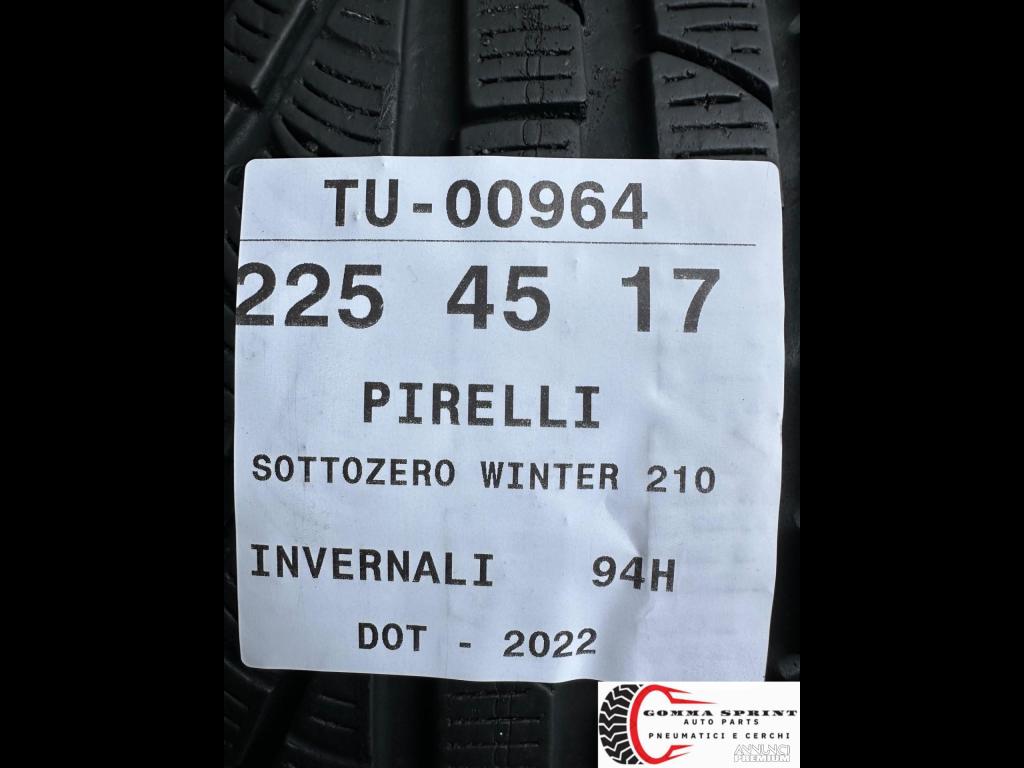 TU-00964
225 45 17
PIRELLI
SOTTOZERO WINTER 210
INVERNALI 94H
DOT - 2022
GOMMA SPRINT
AUTO PARTS
PNEUMATICI E CERCHI
ANNUNCI
PREMIUM